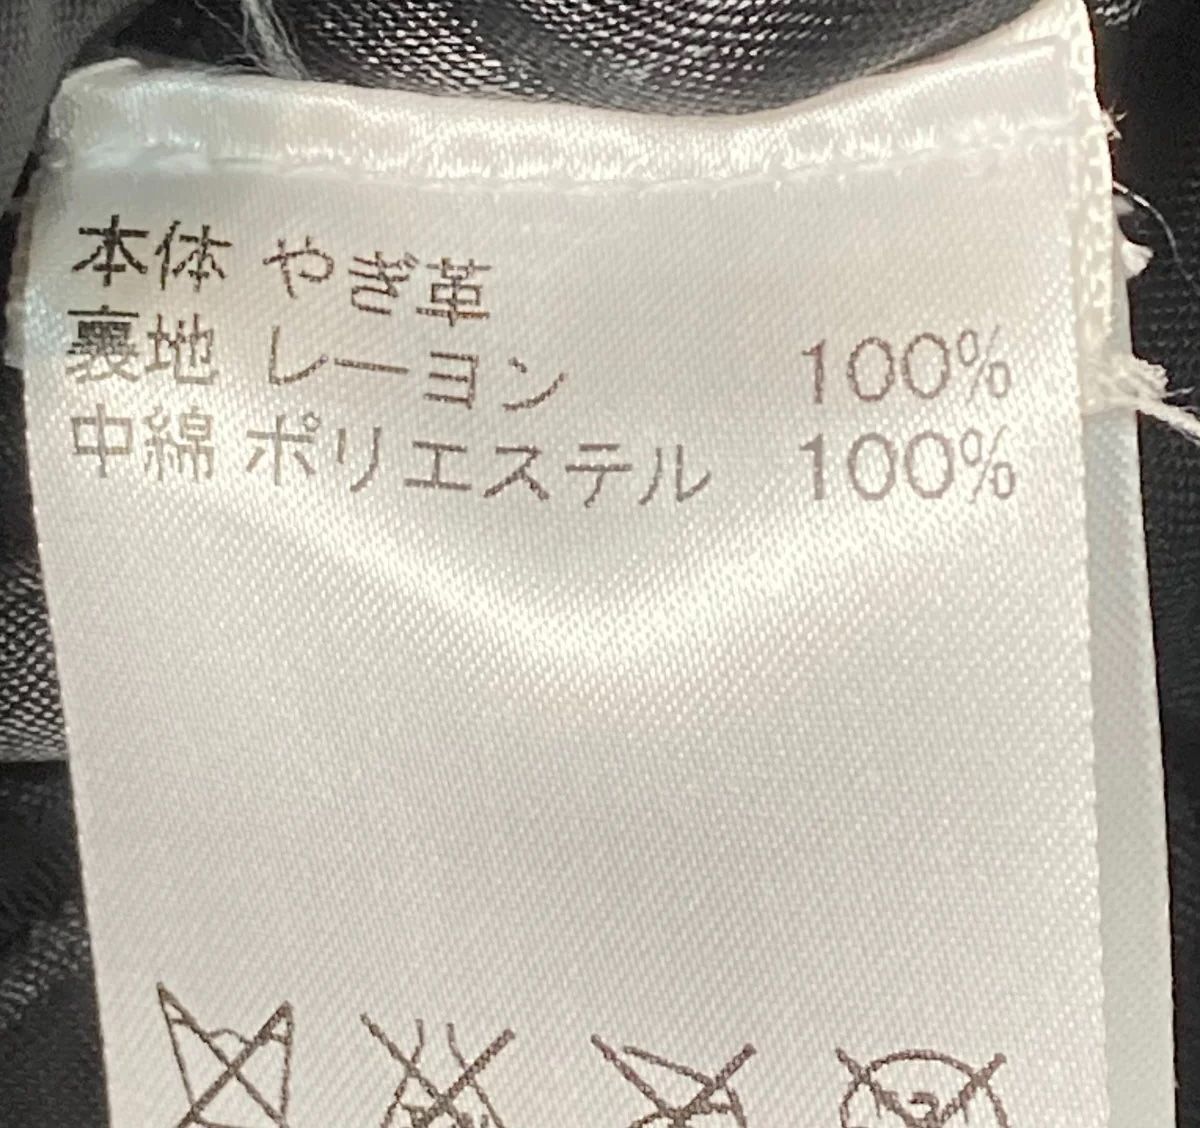 本体 やぎ革
裏地 レーヨン 100%
中綿 ポリエステル 100%